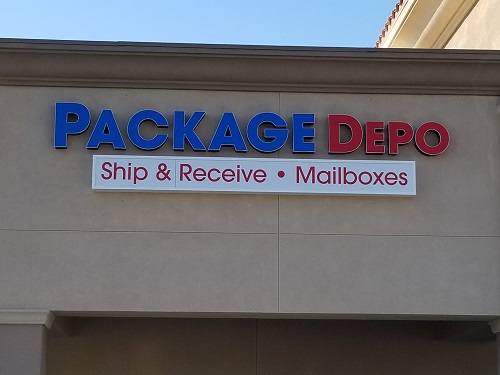 PACKAGE DEPO
Ship & Receive • Mailboxes